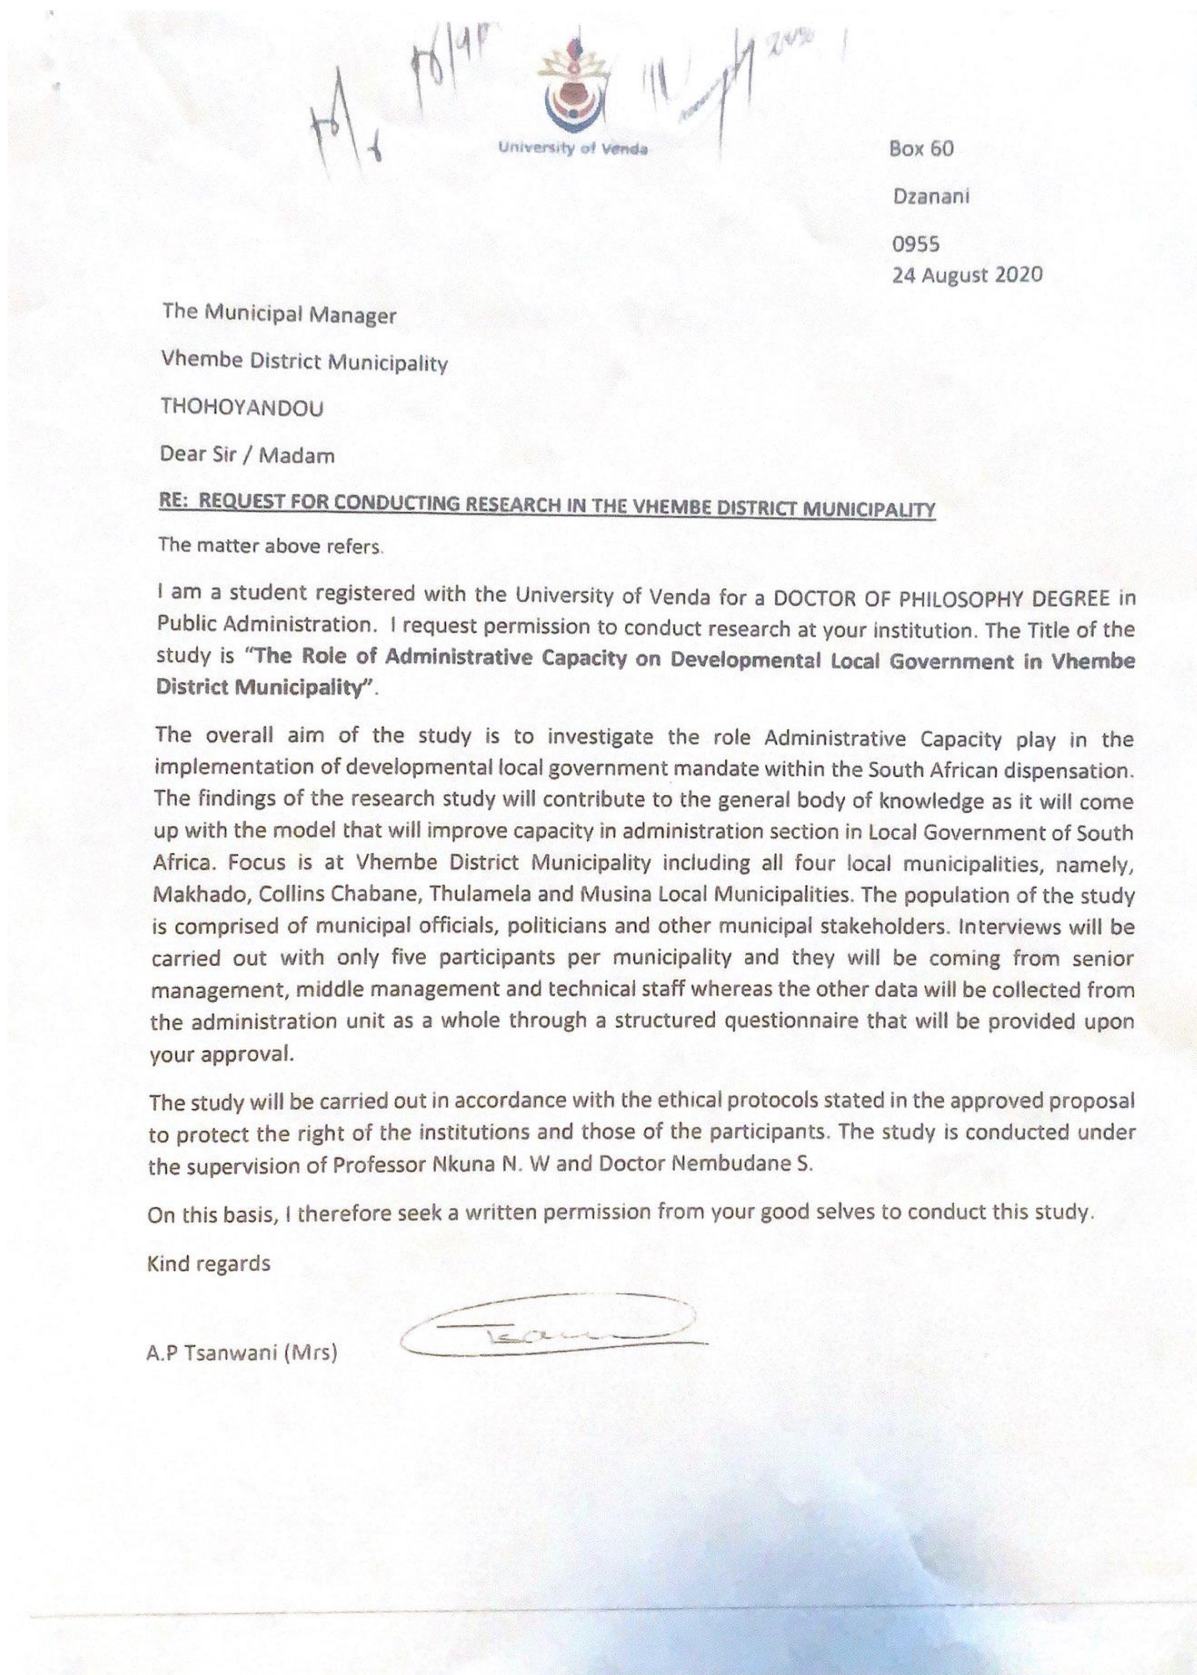 University of Venda
Box 60
Dzanani
0955
24 August 2020
The Municipal Manager
Vhembe District Municipality
THOHOYANDOU
Dear Sir / Madam
RE: REQUEST FOR CONDUCTING RESEARCH IN THE VHEMBE DISTRICT MUNICIPALITY
The matter above refers.
I am a student registered with the University of Venda for a DOCTOR OF PHILOSOPHY DEGREE in
Public Administration. I request permission to conduct research at your institution. The Title of the
study is “The Role of Administrative Capacity on Developmental Local Government in Vhembe
District Municipality”.
The overall aim of the study is to investigate the role Administrative Capacity play in the
implementation of developmental local government mandate within the South African dispensation.
The findings of the research study will contribute to the general body of knowledge as it will come
up with the model that will improve capacity in administration section in Local Government of South
Africa. Focus is at Vhembe District Municipality including all four local municipalities, namely,
Makhado, Collins Chabane, Thulamela and Musina Local Municipalities. The population of the study
is comprised of municipal officials, politicians and other municipal stakeholders. Interviews will be
carried out with only five participants per municipality and they will be coming from senior
management, middle management and technical staff whereas the other data will be collected from
the administration unit as a whole through a structured questionnaire that will be provided upon
your approval.
The study will be carried out in accordance with the ethical protocols stated in the approved proposal
to protect the right of the institutions and those of the participants. The study is conducted under
the supervision of Professor Nkuna N. W and Doctor Nembudane S.
On this basis, I therefore seek a written permission from your good selves to conduct this study.
Kind regards
A.P Tsanwani (Mrs)